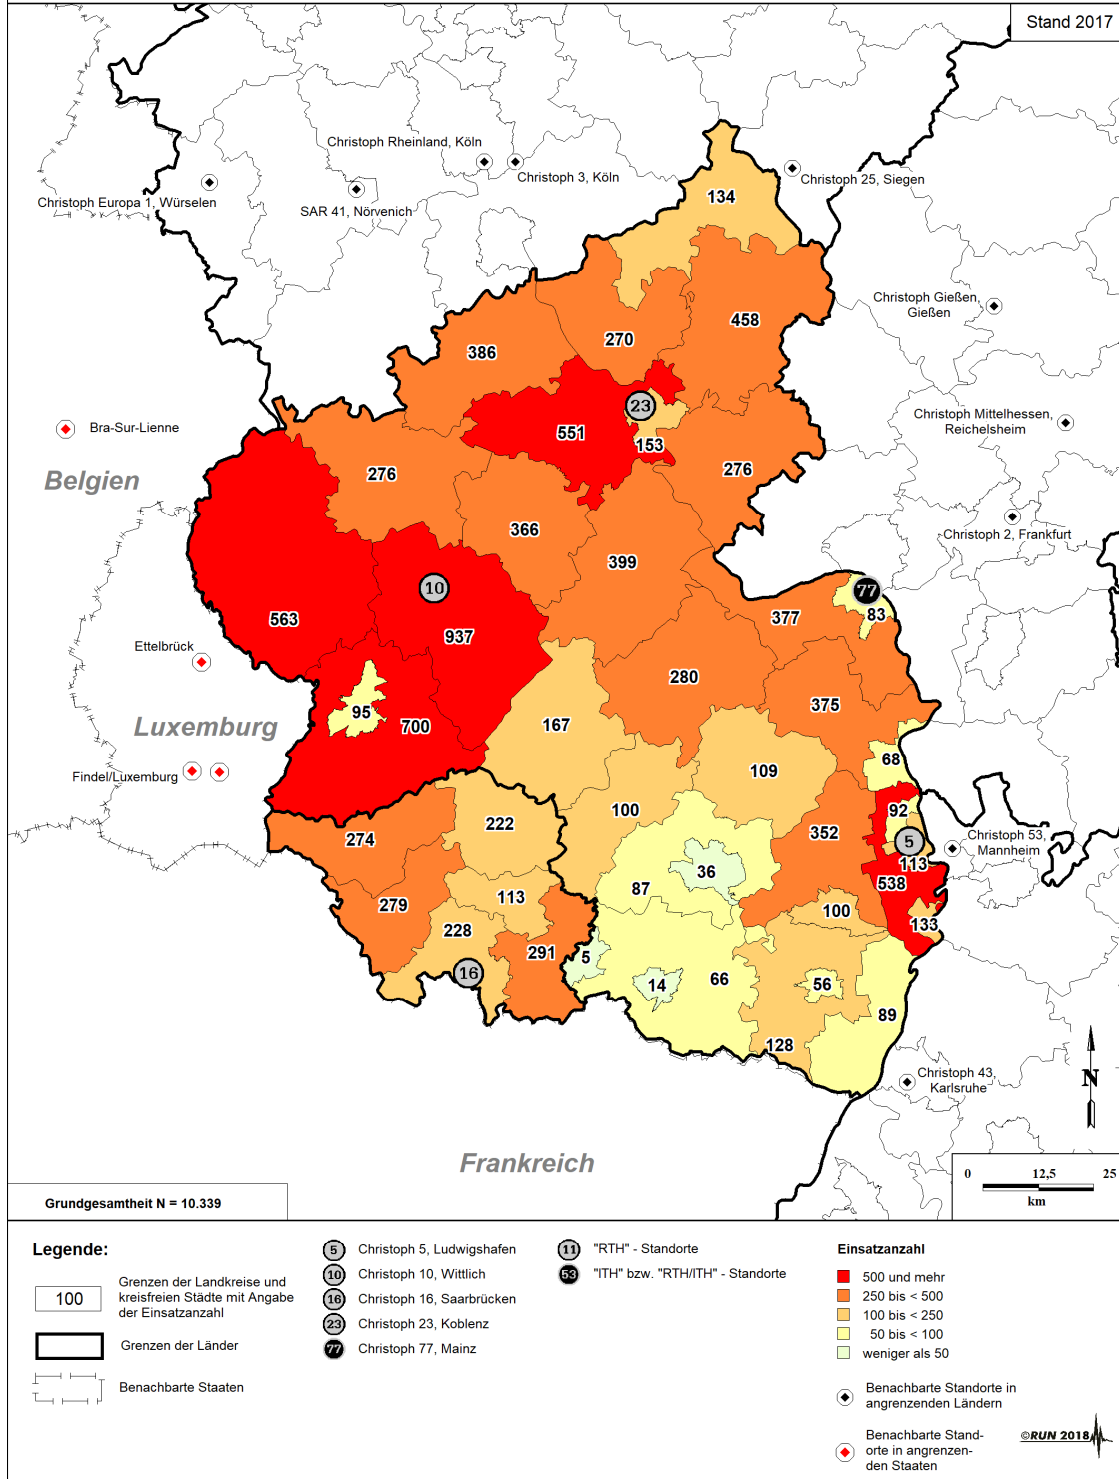 Stand 2017
Christoph Rheinland, Köln
Christoph 3, Köln
Christoph 25, Siegen
Christoph Europa 1, Würselen
SAR 41, Nörvenich
134
Christoph Gießen,
Gießen
458
270
386
23
Christoph Mittelhessen,
Reichelsheim
Bra-Sur-Lienne
551
153
276
276
Belgien
366
Christoph 2, Frankfurt
399
10
77
563
377
83
937
Ettelbrück
280
95
700
167
375
Luxemburg
68
Findel/Luxemburg
109
100
92
222
352
Christoph 53,
Mannheim
274
5
113
36
538
87
113
279
100
133
228
291
5
16
14
66
56
89
128
Christoph 43,
Karlsruhe
N
Frankreich
0 12,5 25
km
Grundgesamtheit N = 10.339
Legende:
100
Grenzen der Landkreise und
kreisfreien Städte mit Angabe
der Einsatzanzahl
Grenzen der Länder
Benachbarte Staaten
5 Christoph 5, Ludwigshafen
10 Christoph 10, Wittlich
16 Christoph 16, Saarbrücken
23 Christoph 23, Koblenz
77 Christoph 77, Mainz
11 "RTH" - Standorte
53 "ITH" bzw. "RTH/ITH" - Standorte
Einsatzanzahl
500 und mehr
250 bis < 500
100 bis < 250
50 bis < 100
weniger als 50
Benachbarte Standorte in
angrenzenden Ländern
Benachbarte Stand-
orte in angrenzen-
den Staaten
©RUN 2018